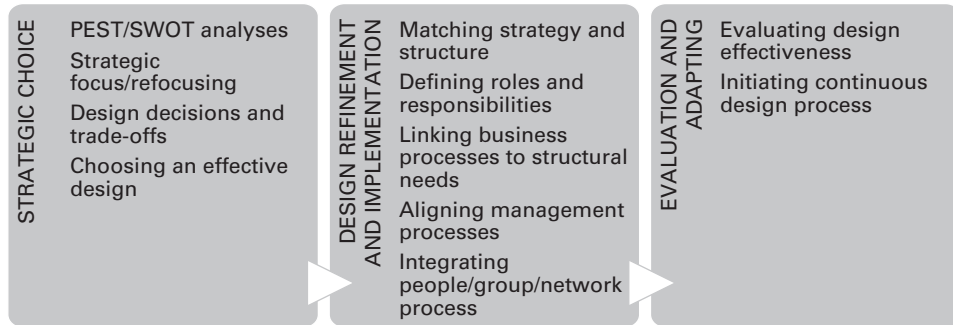 STRATEGIC CHOICE
PEST/SWOT analyses
Strategic
focus/refocusing
Design decisions and
trade-offs
Choosing an effective
design
DESIGN REFINEMENT
AND IMPLEMENTATION
Matching strategy and
structure
Defining roles and
responsibilities
Linking business
processes to structural
needs
Aligning management
processes
Integrating
people/group/network
process
EVALUATION AND
ADAPTING
Evaluating design
effectiveness
Initiating continuous
design process